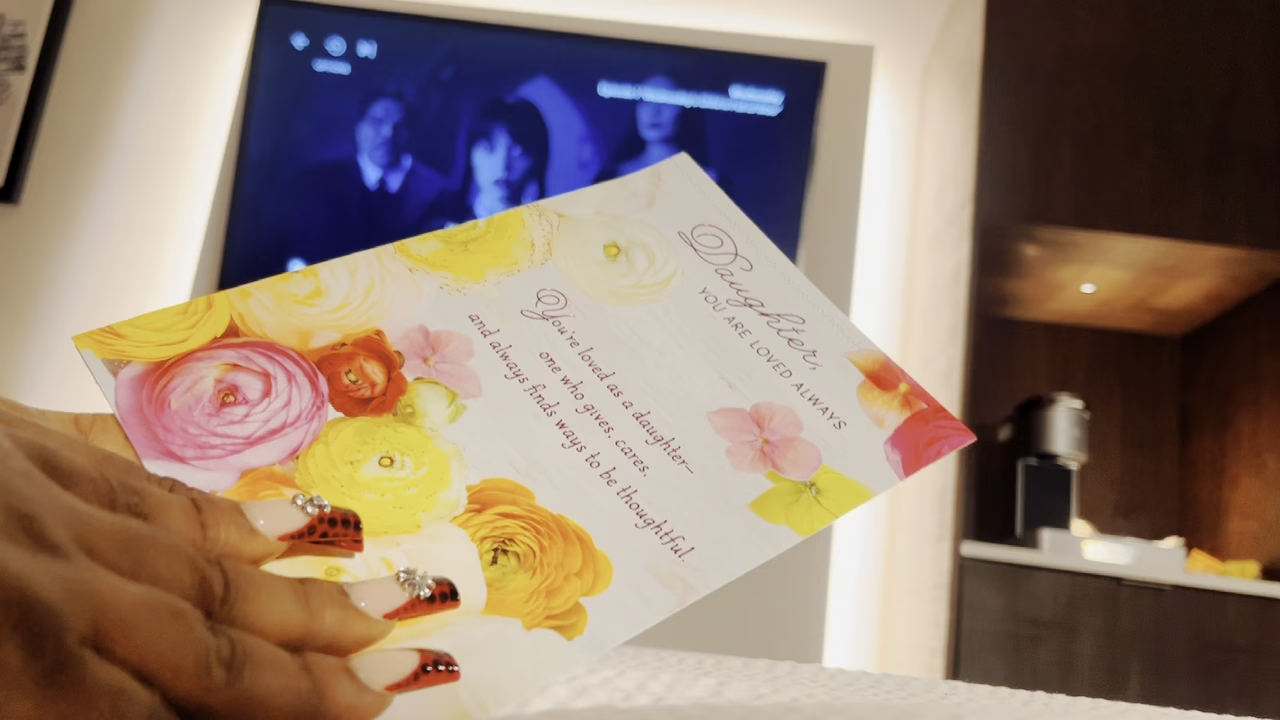 Daughter,
YOU ARE LOVED ALWAYS
You're loved as a daughter—
one who gives, cares,
and always finds ways to be thoughtful.